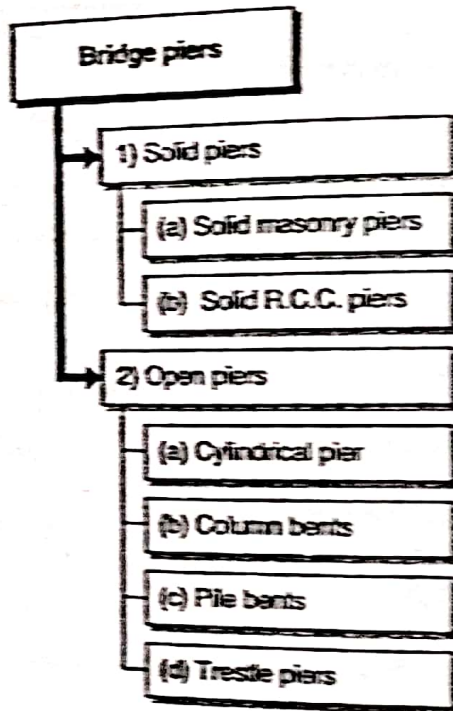 Bridge piers
1) Solid piers
(a) Solid masonry piers
(b) Solid R.C.C. piers
2) Open piers
(a) Cylindrical pier
(b) Column bents
(c) Pile bents
(d) Trestle piers